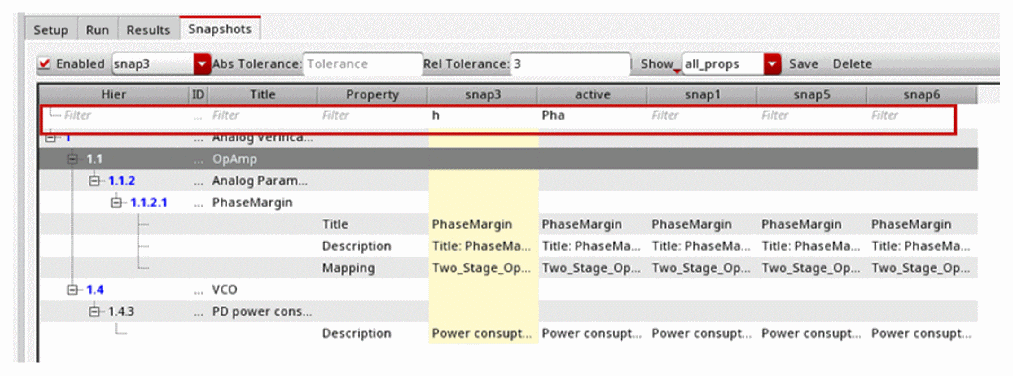 Setup Run Results Snapshots
Enabled snap3 Abs Tolerance: Tolerance Rel Tolerance: 3 Show all_props Save Delete
Hier ID Title Property snap3 active snap1 snap5 snap6
Filter ... Filter Filter h Pha Filter Filter Filter
1 ... Analog Verifica...
1.1 ... OpAmp
1.1.2 ... Analog Param...
1.1.2.1 ... PhaseMargin
Title PhaseMargin PhaseMargin PhaseMargin PhaseMargin PhaseMargin
Description Title: PhaseMa... Title: PhaseMa... Title: PhaseMa... Title: PhaseMa... Title: PhaseMa...
Mapping Two_Stage_Op... Two_Stage_Op... Two_Stage_Op... Two_Stage_Op... Two_Stage_Op...
1.4 ... VCO
1.4.3 ... PD power cons...
Description Power consupt... Power consupt... Power consupt... Power consupt... Power consupt...